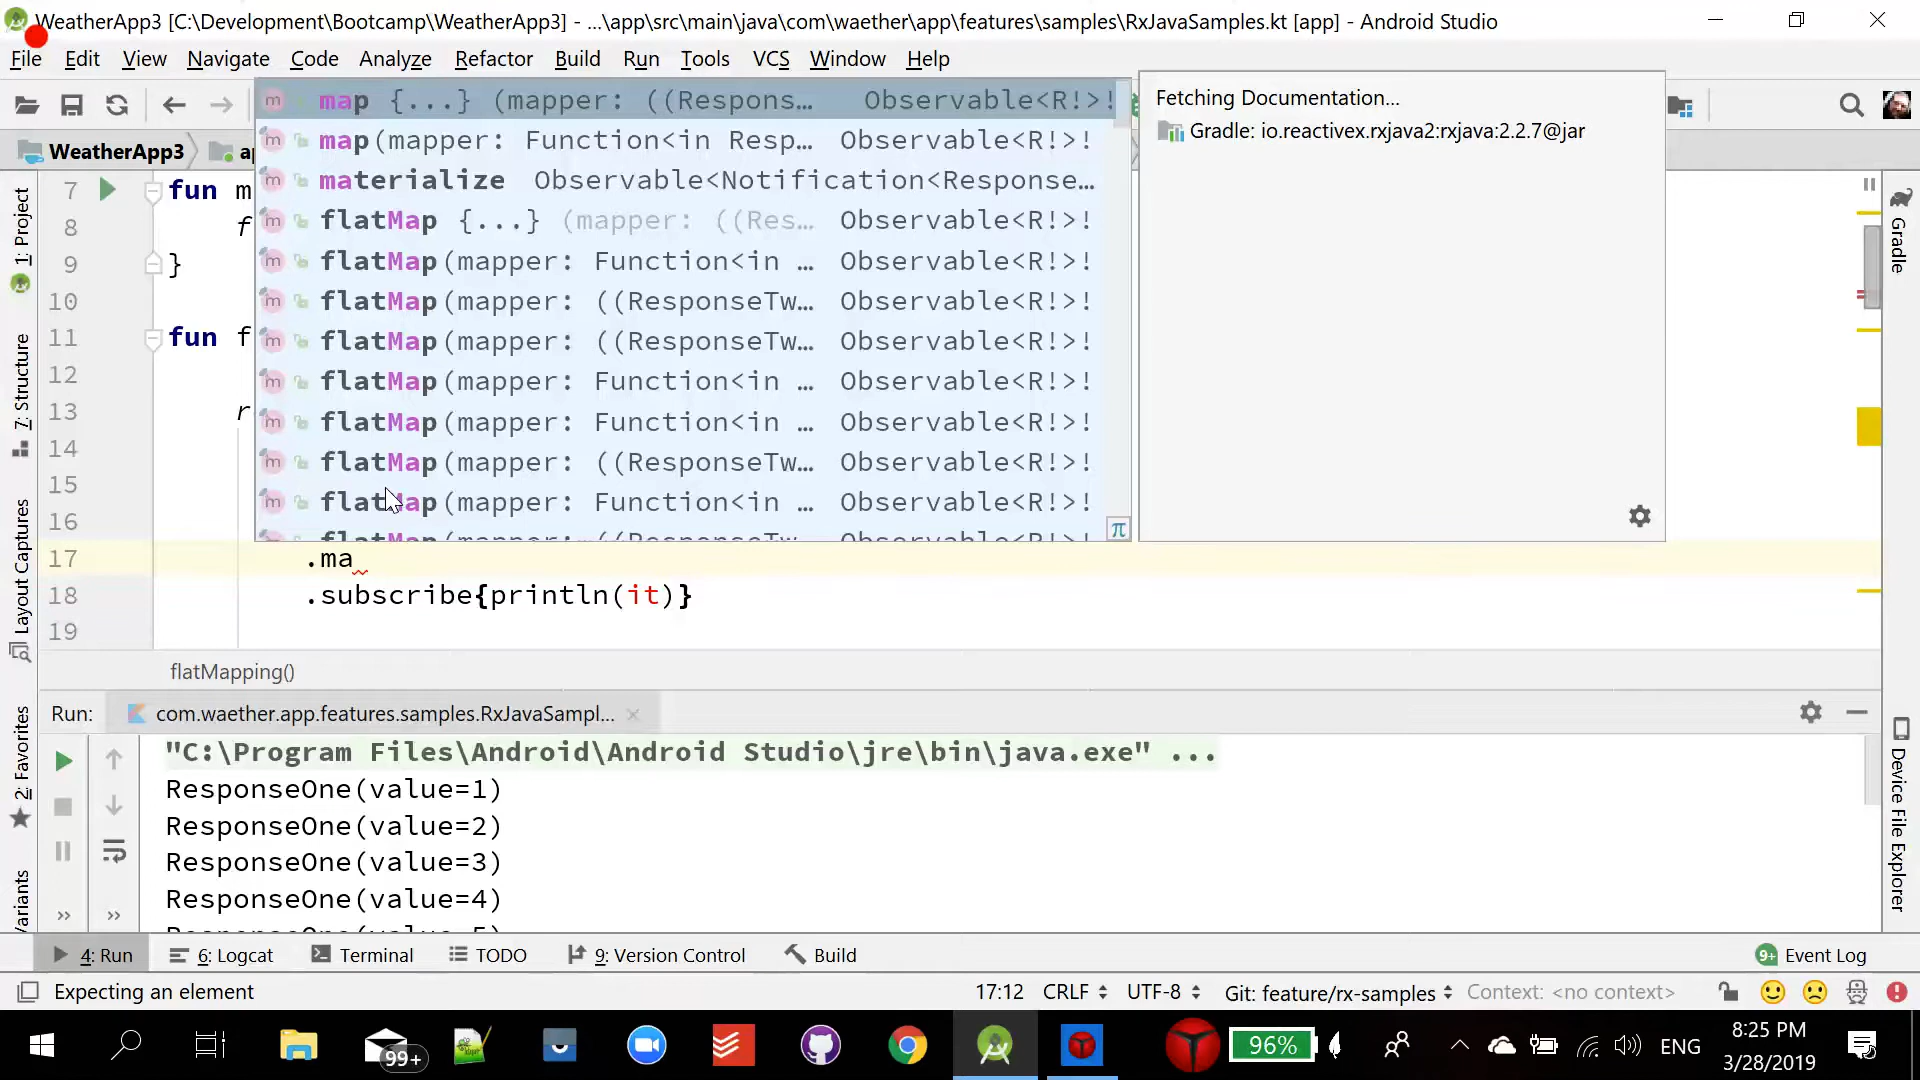 WeatherApp3 [C:\Development\Bootcamp\WeatherApp3] - ...\app\src\main\java\com\waether\app\features\samples\RxJavaSamples.kt [app] - Android Studio
File Edit View Navigate Code Analyze Refactor Build Run Tools VCS Window Help
map {...} (mapper: ((Respons… Observable<R!>!
map(mapper: Function<in Resp… Observable<R!>!
materialize Observable<Notification<Response…
flatMap {...} (mapper: ((Res… Observable<R!>!
flatMap(mapper: Function<in … Observable<R!>!
flatMap(mapper: ((ResponseTw… Observable<R!>!
flatMap(mapper: ((ResponseTw… Observable<R!>!
flatMap(mapper: Function<in … Observable<R!>!
flatMap(mapper: Function<in … Observable<R!>!
flatMap(mapper: ((ResponseTw… Observable<R!>!
flatMap(mapper: Function<in … Observable<R!>!
flatMap(mapper: ((ResponseTw… Observable<R!>!
π
Fetching Documentation...
Gradle: io.reactivex.rxjava2:rxjava:2.2.7@jar
WeatherApp3
7 fun m
8 f
9 }
10
11 fun f
12
13 r
14
15
16
17 .ma
18 .subscribe{println(it)}
19
flatMapping()
1: Project
7: Structure
Layout Captures
2: Favorites
Variants
Gradle
Device File Explorer
Run: com.waether.app.features.samples.RxJavaSampl...
"C:\Program Files\Android\Android Studio\jre\bin\java.exe" ...
ResponseOne(value=1)
ResponseOne(value=2)
ResponseOne(value=3)
ResponseOne(value=4)
4: Run 6: Logcat Terminal TODO 9: Version Control Build 9+ Event Log
Expecting an element 17:12 CRLF UTF-8 Git: feature/rx-samples Context: <no context>
99+ 96% ENG 8:25 PM
3/28/2019